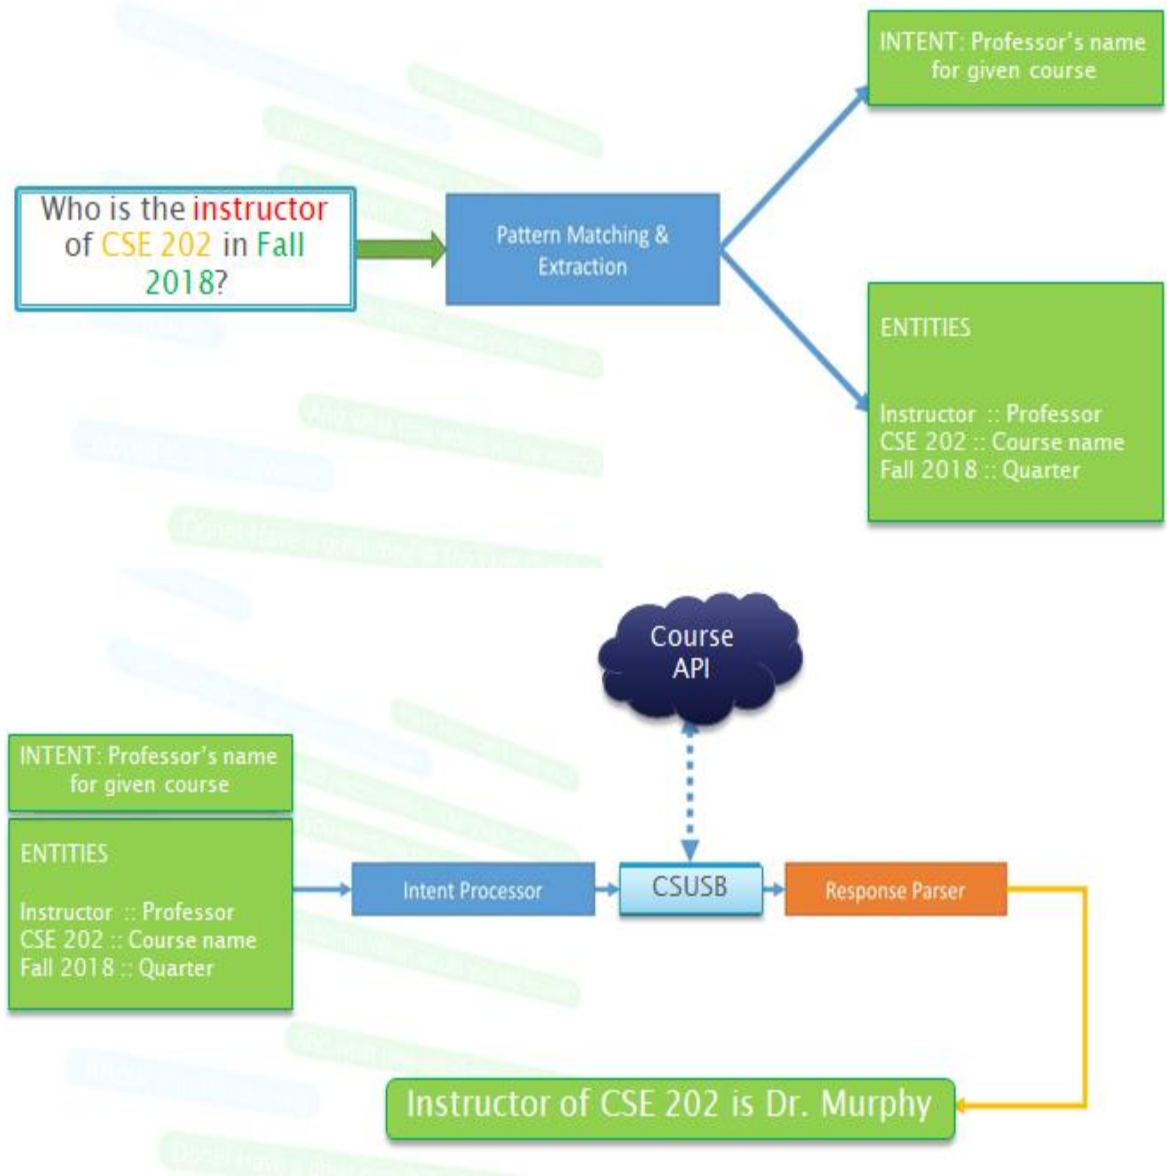 INTENT: Professor's name
for given course
Who is the instructor
of CSE 202 in Fall
2018?
Pattern Matching &
Extraction
ENTITIES
Instructor :: Professor
CSE 202 :: Course name
Fall 2018 :: Quarter
Course
API
INTENT: Professor's name
for given course
ENTITIES
Instructor :: Professor
CSE 202 :: Course name
Fall 2018 :: Quarter
Intent Processor
CSUSB
Response Parser
Instructor of CSE 202 is Dr. Murphy